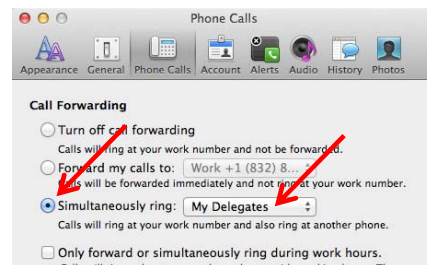 Phone Calls
Appearance General Phone Calls Account Alerts Audio History Photos
Call Forwarding
Turn off call forwarding
Calls will ring at your work number and not be forwarded.
Forward my calls to: Work +1 (832) 8...
Calls will be forwarded immediately and not ring at your work number.
Simultaneously ring: My Delegates
Calls will ring at your work number and also ring at another phone.
Only forward or simultaneously ring during work hours.